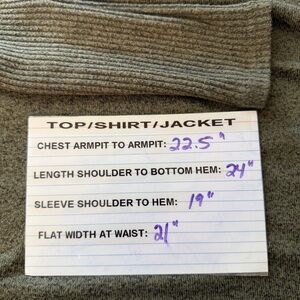 TOP/SHIRT/JACKET
CHEST ARMPIT TO ARMPIT: 22.5"
LENGTH SHOULDER TO BOTTOM HEM: 24"
SLEEVE SHOULDER TO HEM: 19"
FLAT WIDTH AT WAIST: 21"